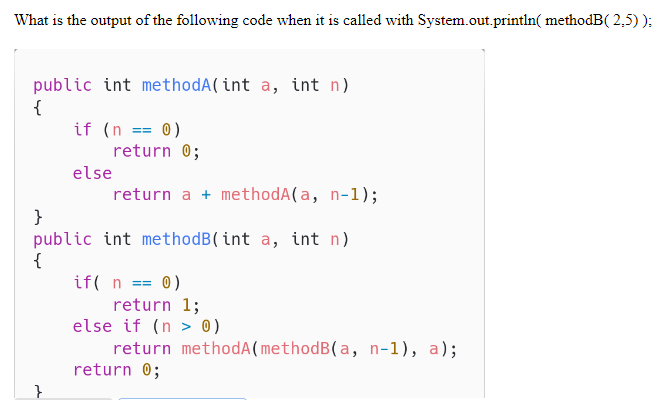 What is the output of the following code when it is called with System.out.println( methodB( 2,5) );
public int methodA(int a, int n)
{
if (n == 0)
return 0;
else
return a + methodA(a, n-1);
}
public int methodB(int a, int n)
{
if( n == 0)
return 1;
else if (n > 0)
return methodA(methodB(a, n-1), a);
return 0;
}